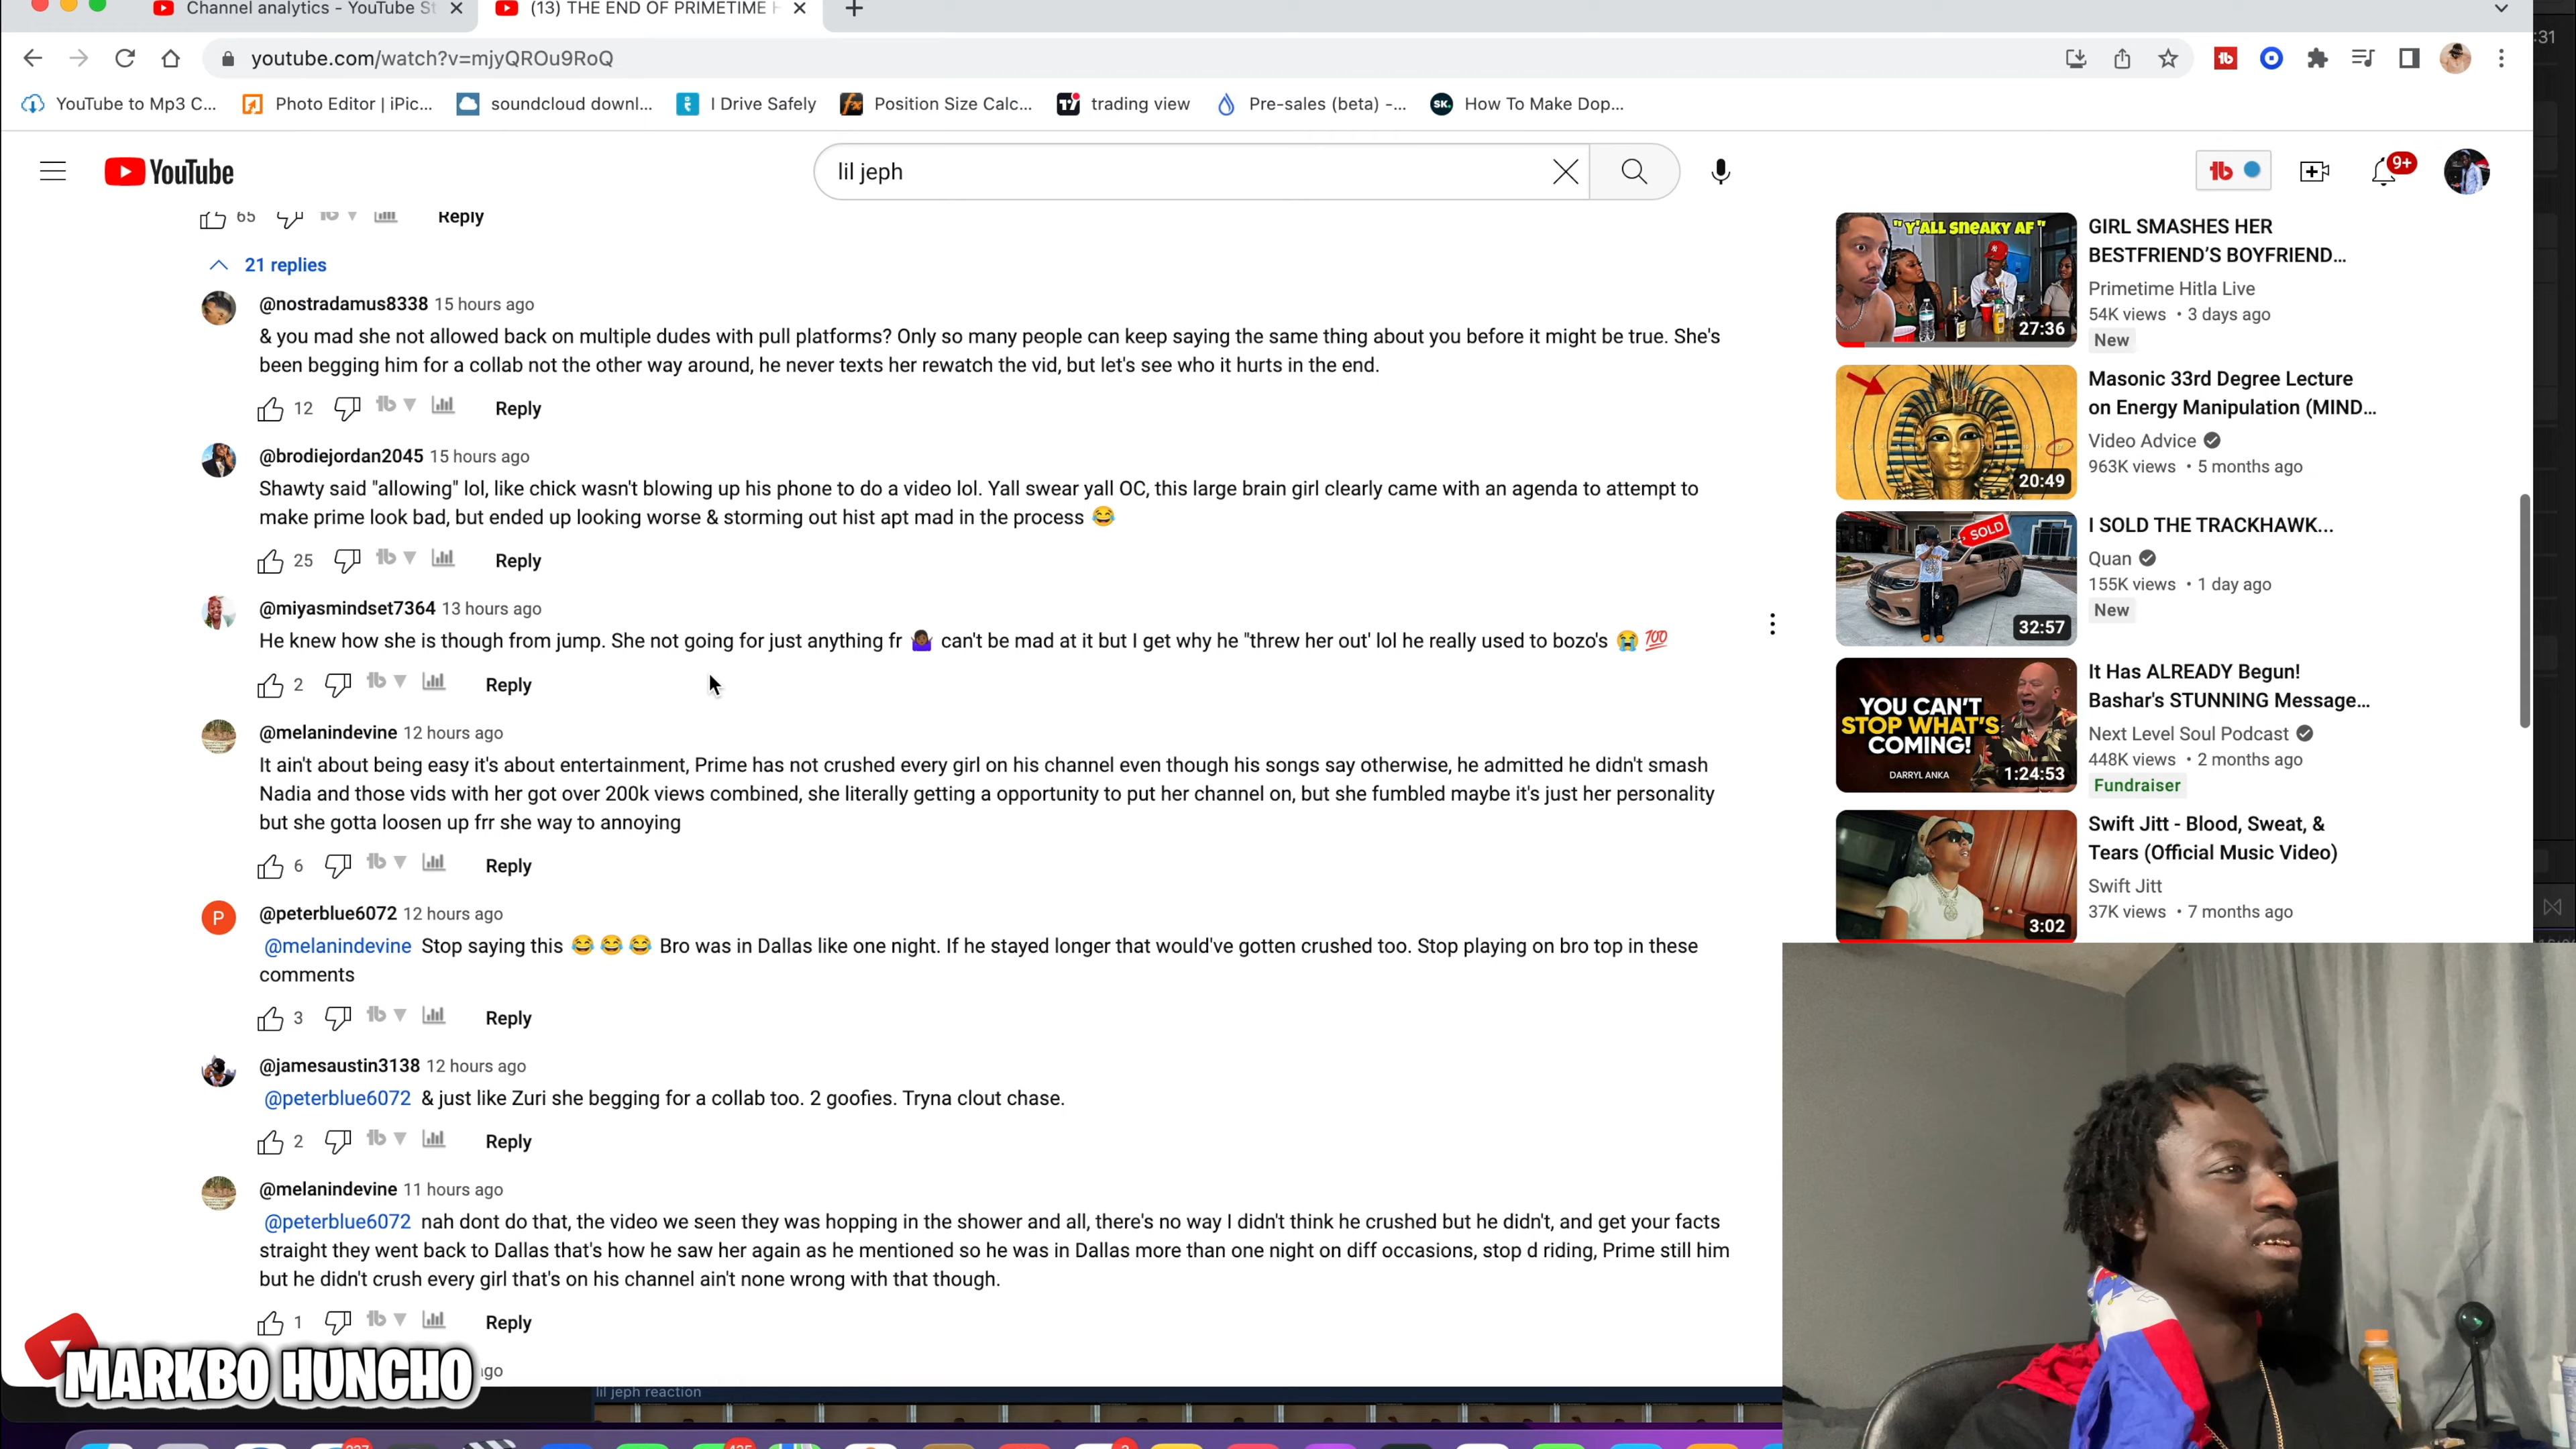 Channel analytics - YouTube St
(13) THE END OF PRIMETIME H
:31
youtube.com/watch?v=mjyQROu9RoQ
YouTube to Mp3 C...
Photo Editor | iPic...
soundcloud downl...
I Drive Safely
Position Size Calc...
trading view
Pre-sales (beta) -...
How To Make Dop...
YouTube
lil jeph
9+
65
Reply
21 replies
@nostradamus8338 15 hours ago
& you mad she not allowed back on multiple dudes with pull platforms? Only so many people can keep saying the same thing about you before it might be true. She's
been begging him for a collab not the other way around, he never texts her rewatch the vid, but let's see who it hurts in the end.
12
Reply
@brodiejordan2045 15 hours ago
Shawty said "allowing" lol, like chick wasn't blowing up his phone to do a video lol. Yall swear yall OC, this large brain girl clearly came with an agenda to attempt to
make prime look bad, but ended up looking worse & storming out hist apt mad in the process 😂
25
Reply
@miyasmindset7364 13 hours ago
He knew how she is though from jump. She not going for just anything fr 🤷🏾‍♀️ can't be mad at it but I get why he "threw her out' lol he really used to bozo's 😭 💯
2
Reply
@melanindevine 12 hours ago
It ain't about being easy it's about entertainment, Prime has not crushed every girl on his channel even though his songs say otherwise, he admitted he didn't smash
Nadia and those vids with her got over 200k views combined, she literally getting a opportunity to put her channel on, but she fumbled maybe it's just her personality
but she gotta loosen up frr she way to annoying
6
Reply
P
@peterblue6072 12 hours ago
@melanindevine Stop saying this 😂 😂 😂 Bro was in Dallas like one night. If he stayed longer that would've gotten crushed too. Stop playing on bro top in these
comments
3
Reply
@jamesaustin3138 12 hours ago
@peterblue6072 & just like Zuri she begging for a collab too. 2 goofies. Tryna clout chase.
2
Reply
@melanindevine 11 hours ago
@peterblue6072 nah dont do that, the video we seen they was hopping in the shower and all, there's no way I didn't think he crushed but he didn't, and get your facts
straight they went back to Dallas that's how he saw her again as he mentioned so he was in Dallas more than one night on diff occasions, stop d riding, Prime still him
but he didn't crush every girl that's on his channel ain't none wrong with that though.
1
Reply
go
MARKBO HUNCHO
lil jeph reaction
"Y'ALL SNEAKY AF"
27:36
GIRL SMASHES HER
BESTFRIEND'S BOYFRIEND...
Primetime Hitla Live
54K views • 3 days ago
New
20:49
Masonic 33rd Degree Lecture
on Energy Manipulation (MIND...
Video Advice
963K views • 5 months ago
SOLD
32:57
I SOLD THE TRACKHAWK...
Quan
155K views • 1 day ago
New
YOU CAN'T
STOP WHAT'S
COMING!
DARRYL ANKA
1:24:53
It Has ALREADY Begun!
Bashar's STUNNING Message...
Next Level Soul Podcast
448K views • 2 months ago
Fundraiser
3:02
Swift Jitt - Blood, Sweat, &
Tears (Official Music Video)
Swift Jitt
37K views • 7 months ago